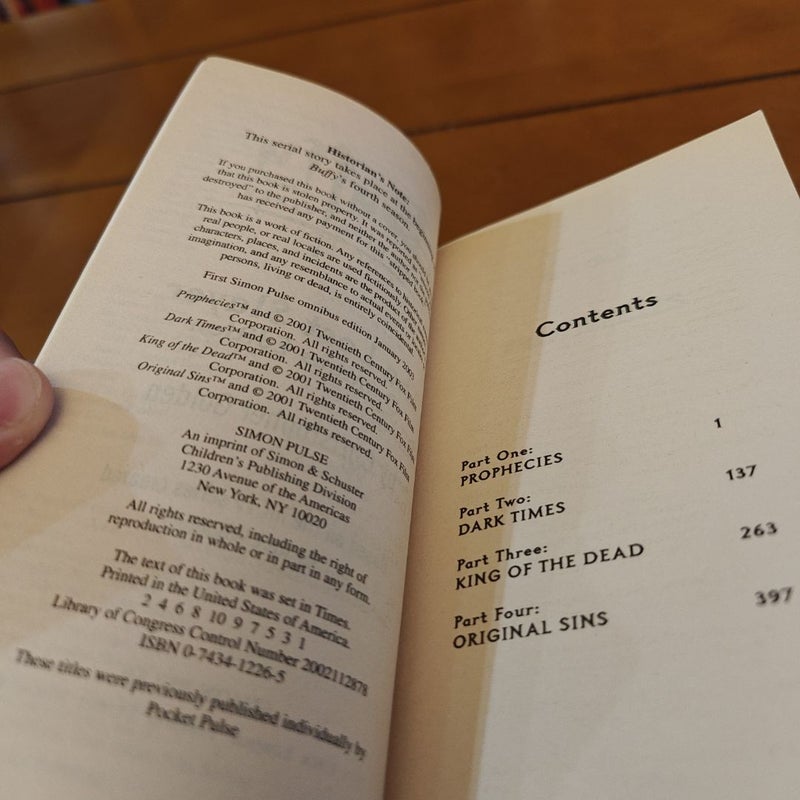 Historian's Note:
This serial story takes place at the beginning
Buffy's fourth season.
If you purchased this book without a cover, you should
that this book is stolen property. It was reported as
destroyed" to the publisher, and neither the author nor
has received any payment for this "stripped
This book is a work of fiction. Any references to historical
real people, or real locales are used fictitiously. Other
characters, places, and incidents are the product of the
imagination, and any resemblance to actual events or
persons, living or dead, is entirely coincidental.
First Simon Pulse omnibus edition January 2003
Prophecies™ and © 2001 Twentieth Century Fox Film
Corporation. All rights reserved.
Dark Times™ and © 2001 Twentieth Century Fox Film
Corporation. All rights reserved.
King of the Dead™ and © 2001 Twentieth Century Fox Film
Corporation. All rights reserved.
Original Sins™ and © 2001 Twentieth Century Fox Film
Corporation. All rights reserved.
SIMON PULSE
An imprint of Simon & Schuster
Children's Publishing Division
1230 Avenue of the Americas
New York, NY 10020
All rights reserved, including the right of
reproduction in whole or in part in any form.
The text of this book was set in Times.
Printed in the United States of America.
2 4 6 8 10 9 7 5 3 1
Library of Congress Control Number 2002112878
ISBN 0-7434-1226-5
These titles were previously published individually by
Pocket Pulse
Contents
Part One:
PROPHECIES 1
Part Two:
DARK TIMES 137
Part Three:
KING OF THE DEAD 263
Part Four:
ORIGINAL SINS 397